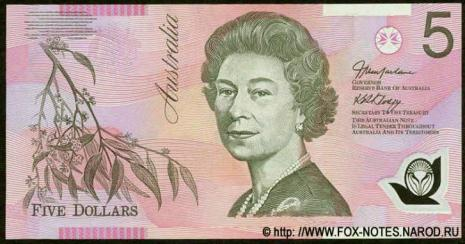 Australia
5
GOVERNOR
RESERVE BANK OF AUSTRALIA
SECRETARY TO THE TREASURY
THIS AUSTRALIAN NOTE
IS LEGAL TENDER THROUGHOUT
AUSTRALIA AND ITS TERRITORIES
FIVE DOLLARS
© http://www.FOX-NOTES.NAROD.RU